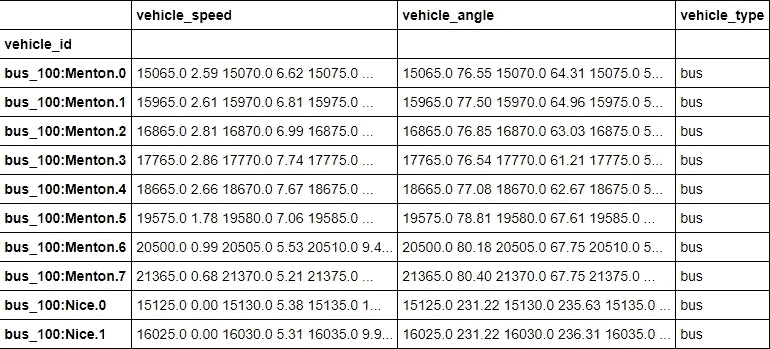 vehicle_speed vehicle_angle vehicle_type
vehicle_id
bus_100:Menton.0 15065.0 2.59 15070.0 6.62 15075.0 ... 15065.0 76.55 15070.0 64.31 15075.0 5... bus
bus_100:Menton.1 15965.0 2.61 15970.0 6.81 15975.0 ... 15965.0 77.50 15970.0 64.96 15975.0 5... bus
bus_100:Menton.2 16865.0 2.81 16870.0 6.99 16875.0 ... 16865.0 76.85 16870.0 63.03 16875.0 5... bus
bus_100:Menton.3 17765.0 2.86 17770.0 7.74 17775.0 ... 17765.0 76.54 17770.0 61.21 17775.0 5... bus
bus_100:Menton.4 18665.0 2.66 18670.0 7.67 18675.0 ... 18665.0 77.08 18670.0 62.67 18675.0 5... bus
bus_100:Menton.5 19575.0 1.78 19580.0 7.06 19585.0 ... 19575.0 78.81 19580.0 67.61 19585.0 ... bus
bus_100:Menton.6 20500.0 0.99 20505.0 5.53 20510.0 9.4... 20500.0 80.18 20505.0 67.75 20510.0 5... bus
bus_100:Menton.7 21365.0 0.68 21370.0 5.21 21375.0 ... 21365.0 80.40 21370.0 67.75 21375.0 ... bus
bus_100:Nice.0 15125.0 0.00 15130.0 5.38 15135.0 1... 15125.0 231.22 15130.0 235.63 15135.0 ... bus
bus_100:Nice.1 16025.0 0.00 16030.0 5.31 16035.0 9.9... 16025.0 231.22 16030.0 236.31 16035.0 ... bus